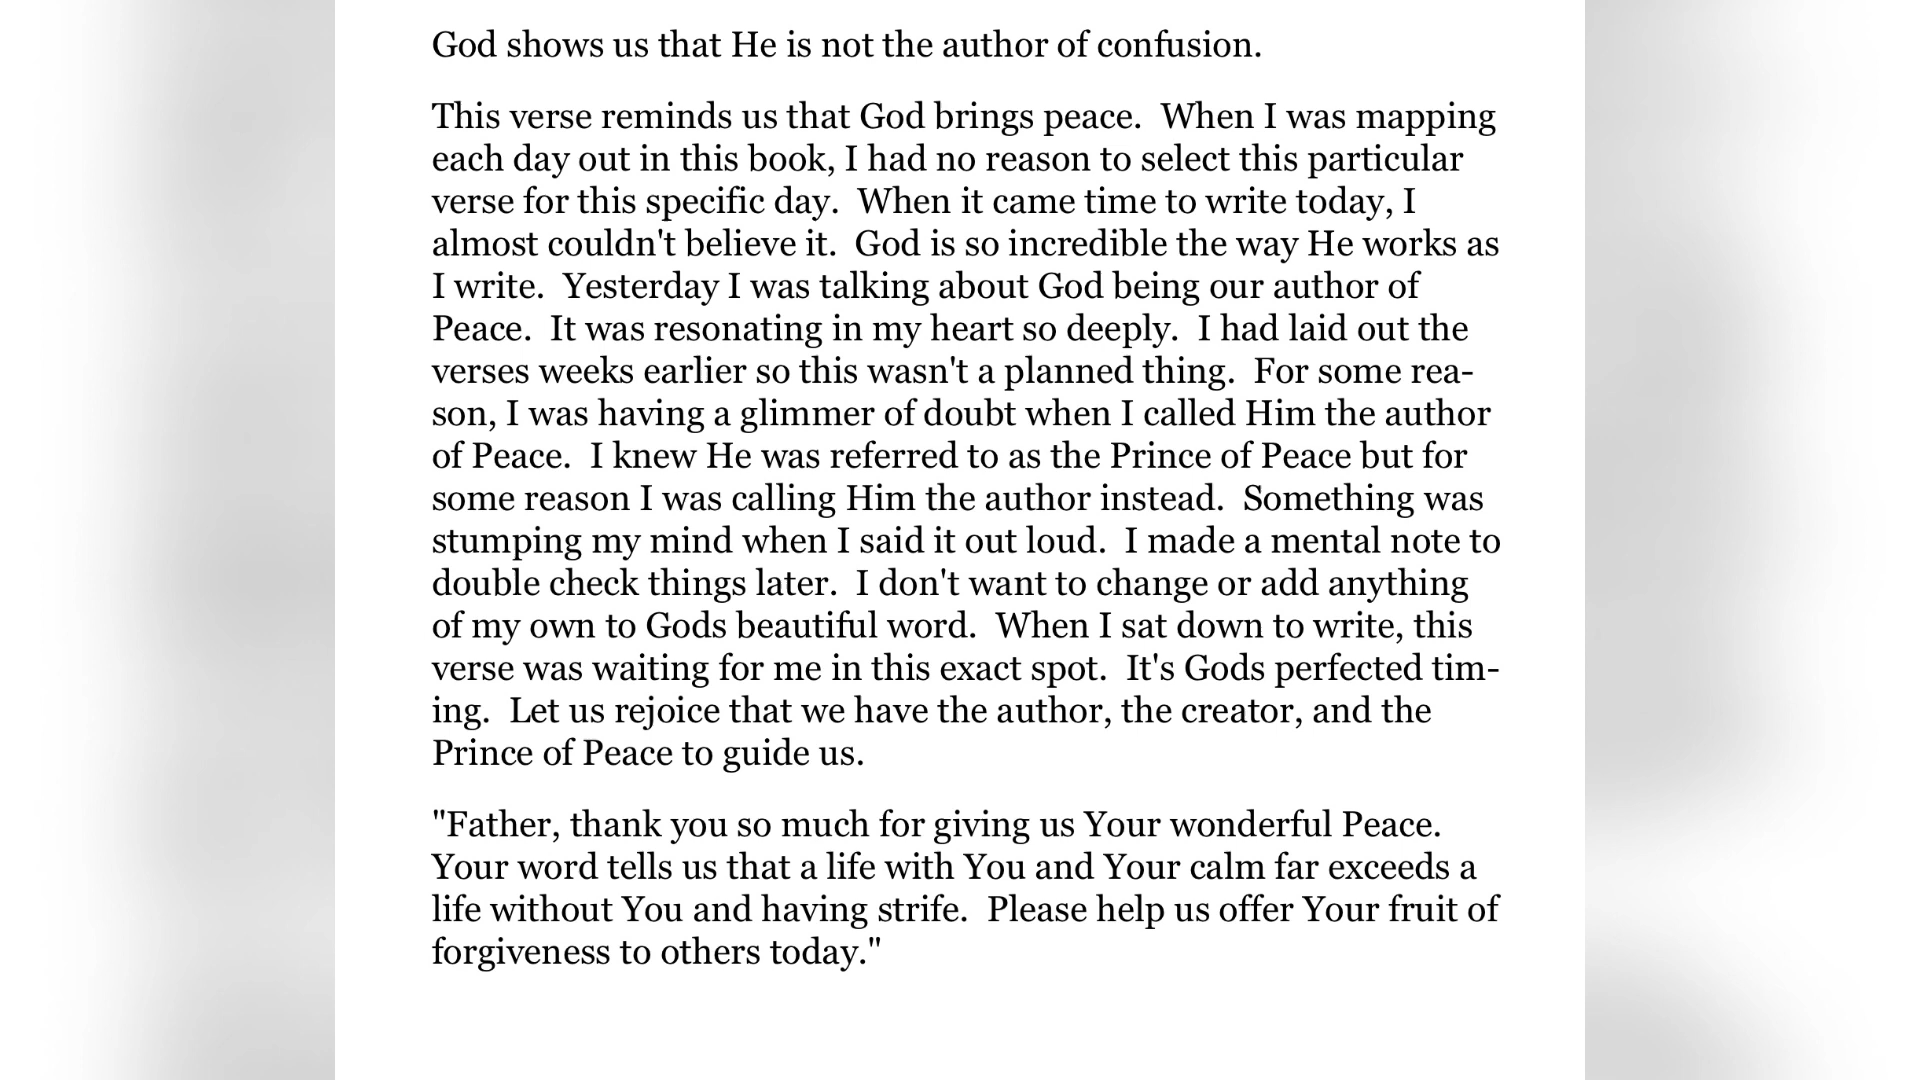 God shows us that He is not the author of confusion.
This verse reminds us that God brings peace.  When I was mapping
each day out in this book, I had no reason to select this particular
verse for this specific day.  When it came time to write today, I
almost couldn't believe it.  God is so incredible the way He works as
I write.  Yesterday I was talking about God being our author of
Peace.  It was resonating in my heart so deeply.  I had laid out the
verses weeks earlier so this wasn't a planned thing.  For some rea-
son, I was having a glimmer of doubt when I called Him the author
of Peace.  I knew He was referred to as the Prince of Peace but for
some reason I was calling Him the author instead.  Something was
stumping my mind when I said it out loud.  I made a mental note to
double check things later.  I don't want to change or add anything
of my own to Gods beautiful word.  When I sat down to write, this
verse was waiting for me in this exact spot.  It's Gods perfected tim-
ing.  Let us rejoice that we have the author, the creator, and the
Prince of Peace to guide us.
"Father, thank you so much for giving us Your wonderful Peace.
Your word tells us that a life with You and Your calm far exceeds a
life without You and having strife.  Please help us offer Your fruit of
forgiveness to others today."